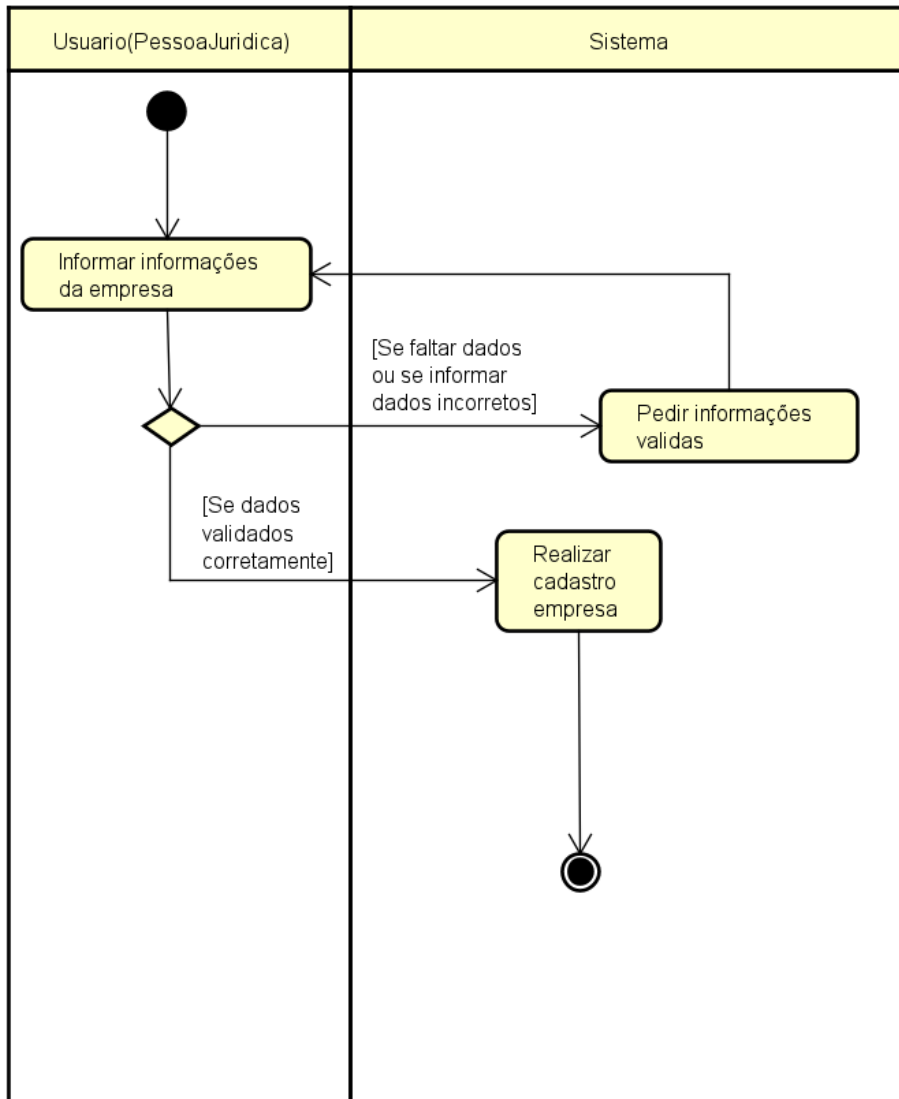 Usuario(PessoaJuridica)
Sistema
Informar informações
da empresa
[Se faltar dados
ou se informar
dados incorretos]
Pedir informações
validas
[Se dados
validados
corretamente]
Realizar
cadastro
empresa